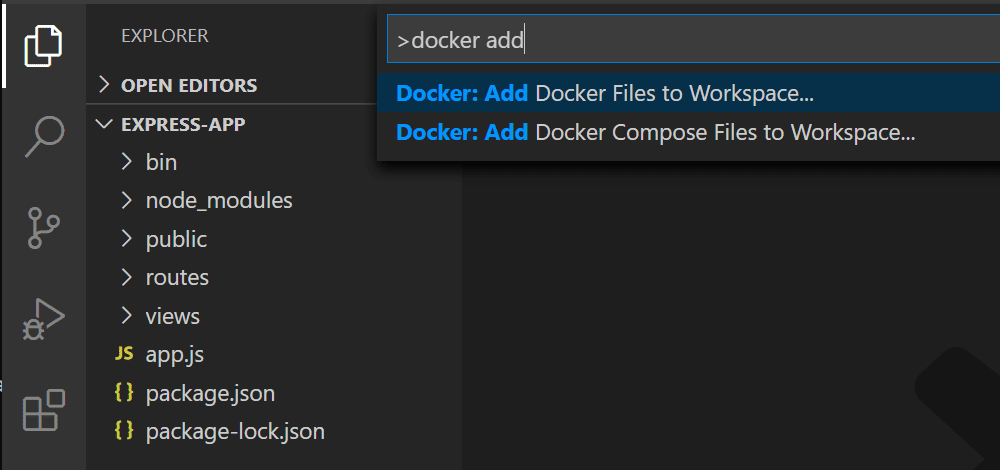 EXPLORER
OPEN EDITORS
EXPRESS-APP
bin
node_modules
public
routes
views
JS app.js
{} package.json
{} package-lock.json
>docker add
Docker: Add Docker Files to Workspace...
Docker: Add Docker Compose Files to Workspace...